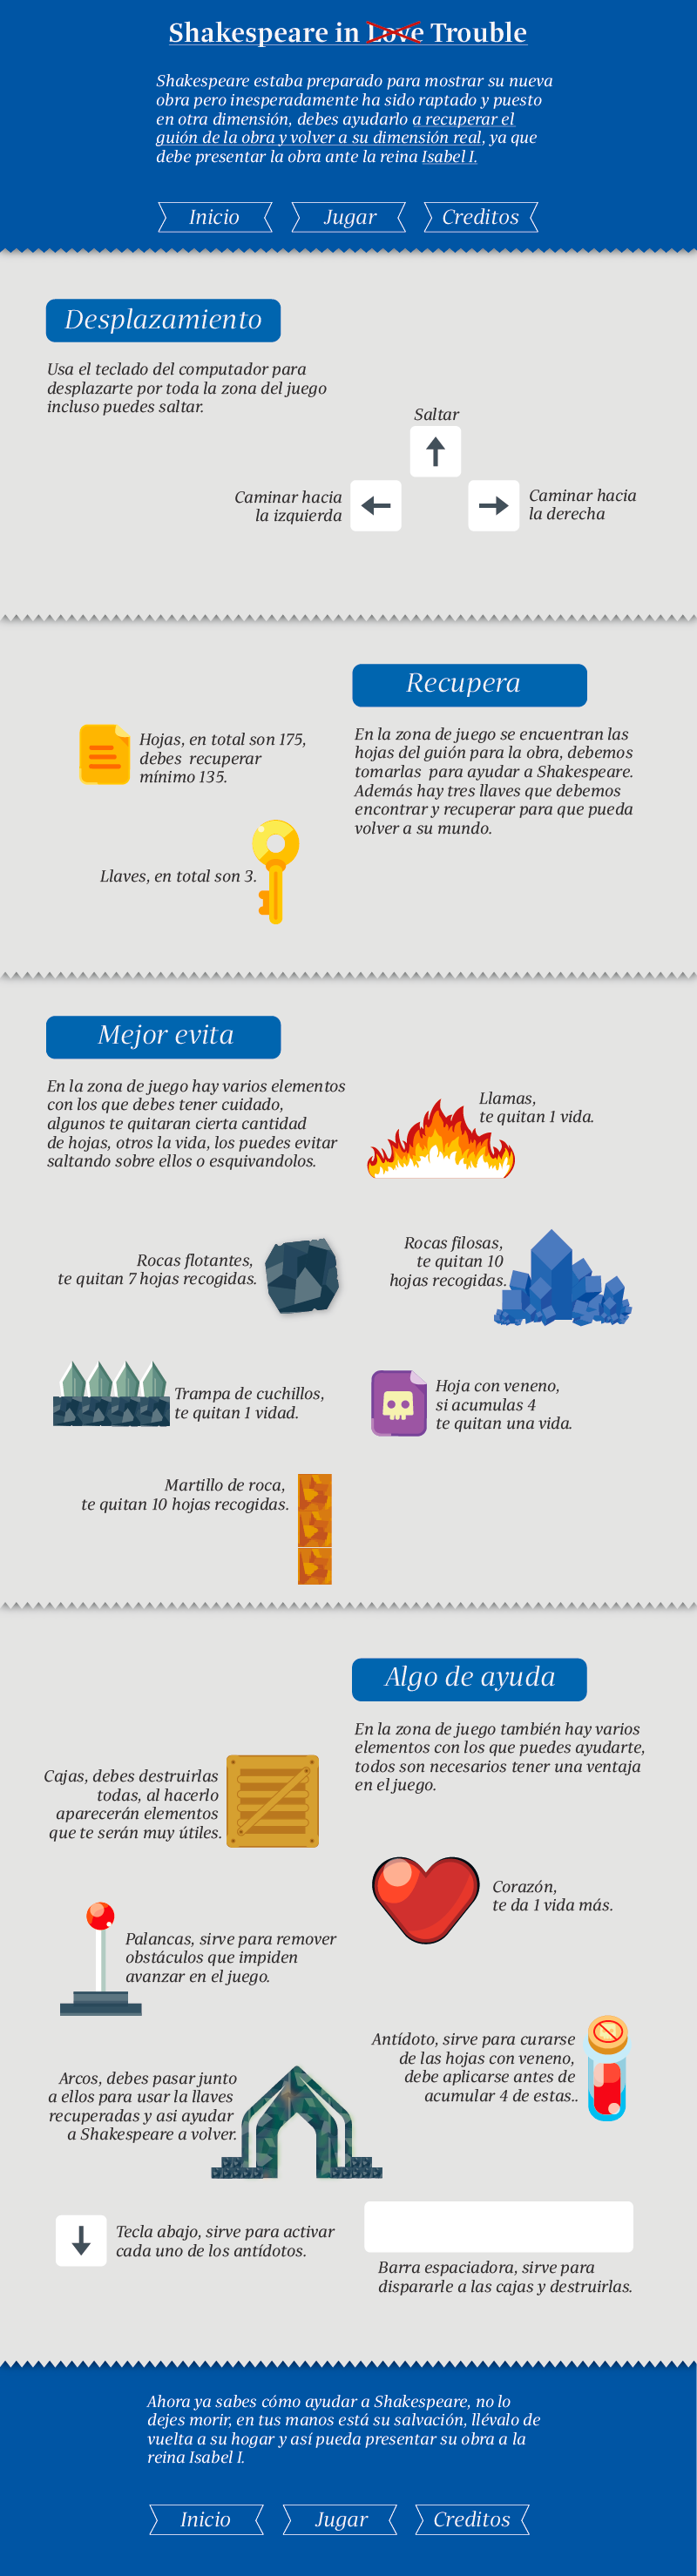 Shakespeare in Love Trouble
Shakespeare estaba preparado para mostrar su nueva
obra pero inesperadamente ha sido raptado y puesto
en otra dimensión, debes ayudarlo a recuperar el
guión de la obra y volver a su dimensión real, ya que
debe presentar la obra ante la reina Isabel I.
Inicio
Jugar
Creditos
Desplazamiento
Usa el teclado del computador para
desplazarte por toda la zona del juego
incluso puedes saltar.
Saltar
Caminar hacia
la izquierda
Caminar hacia
la derecha
Recupera
En la zona de juego se encuentran las
hojas del guión para la obra, debemos
tomarlas para ayudar a Shakespeare.
Además hay tres llaves que debemos
encontrar y recuperar para que pueda
volver a su mundo.
Hojas, en total son 175,
debes recuperar
mínimo 135.
Llaves, en total son 3.
Mejor evita
En la zona de juego hay varios elementos
con los que debes tener cuidado,
algunos te quitaran cierta cantidad
de hojas, otros la vida, los puedes evitar
saltando sobre ellos o esquivandolos.
Llamas,
te quitan 1 vida.
Rocas flotantes,
te quitan 7 hojas recogidas.
Rocas filosas,
te quitan 10
hojas recogidas.
Trampa de cuchillos,
te quitan 1 vidad.
Hoja con veneno,
si acumulas 4
te quitan una vida.
Martillo de roca,
te quitan 10 hojas recogidas.
Algo de ayuda
En la zona de juego también hay varios
elementos con los que puedes ayudarte,
todos son necesarios tener una ventaja
en el juego.
Cajas, debes destruirlas
todas, al hacerlo
aparecerán elementos
que te serán muy útiles.
Corazón,
te da 1 vida más.
Palancas, sirve para remover
obstáculos que impiden
avanzar en el juego.
Antídoto, sirve para curarse
de las hojas con veneno,
debe aplicarse antes de
acumular 4 de estas..
Arcos, debes pasar junto
a ellos para usar la llaves
recuperadas y asi ayudar
a Shakespeare a volver.
Tecla abajo, sirve para activar
cada uno de los antídotos.
Barra espaciadora, sirve para
dispararle a las cajas y destruirlas.
Ahora ya sabes cómo ayudar a Shakespeare, no lo
dejes morir, en tus manos está su salvación, llévalo de
vuelta a su hogar y así pueda presentar su obra a la
reina Isabel I.
Inicio
Jugar
Creditos